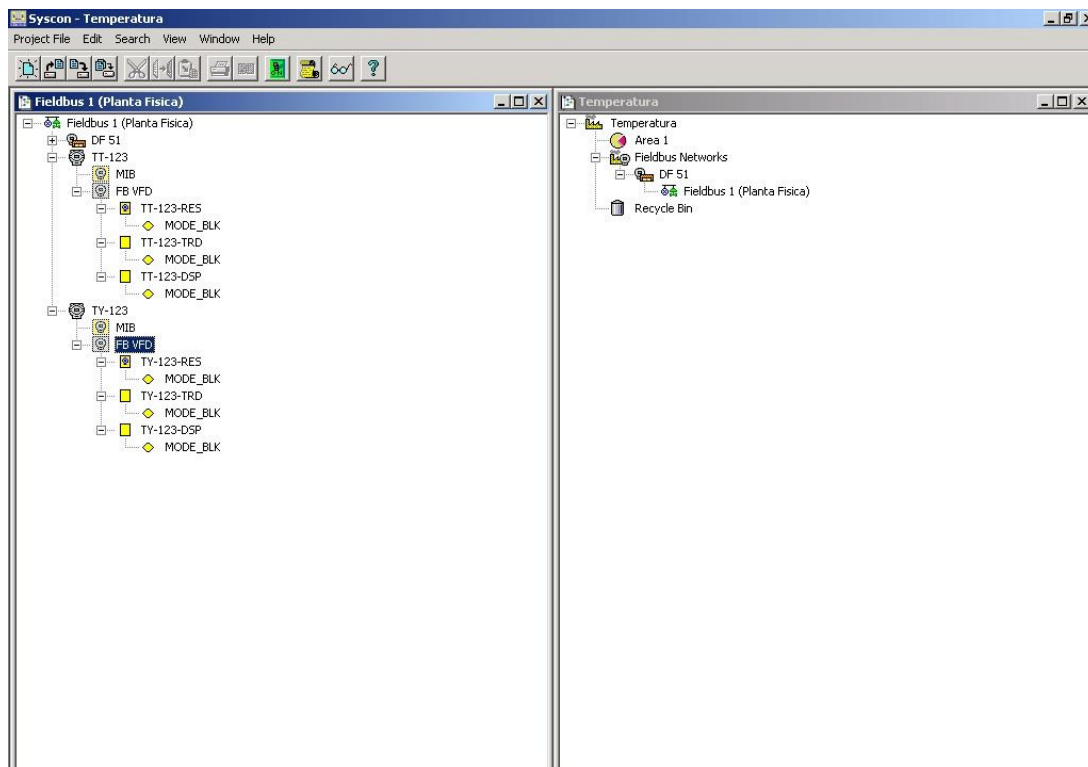 Syscon - Temperatura
Project File Edit Search View Window Help
Fieldbus 1 (Planta Fisica)
Fieldbus 1 (Planta Fisica)
DF 51
TT-123
MIB
FB VFD
TT-123-RES
MODE_BLK
TT-123-TRD
MODE_BLK
TT-123-DSP
MODE_BLK
TY-123
MIB
FB VFD
TY-123-RES
MODE_BLK
TY-123-TRD
MODE_BLK
TY-123-DSP
MODE_BLK
Temperatura
Temperatura
Area 1
Fieldbus Networks
DF 51
Fieldbus 1 (Planta Fisica)
Recycle Bin